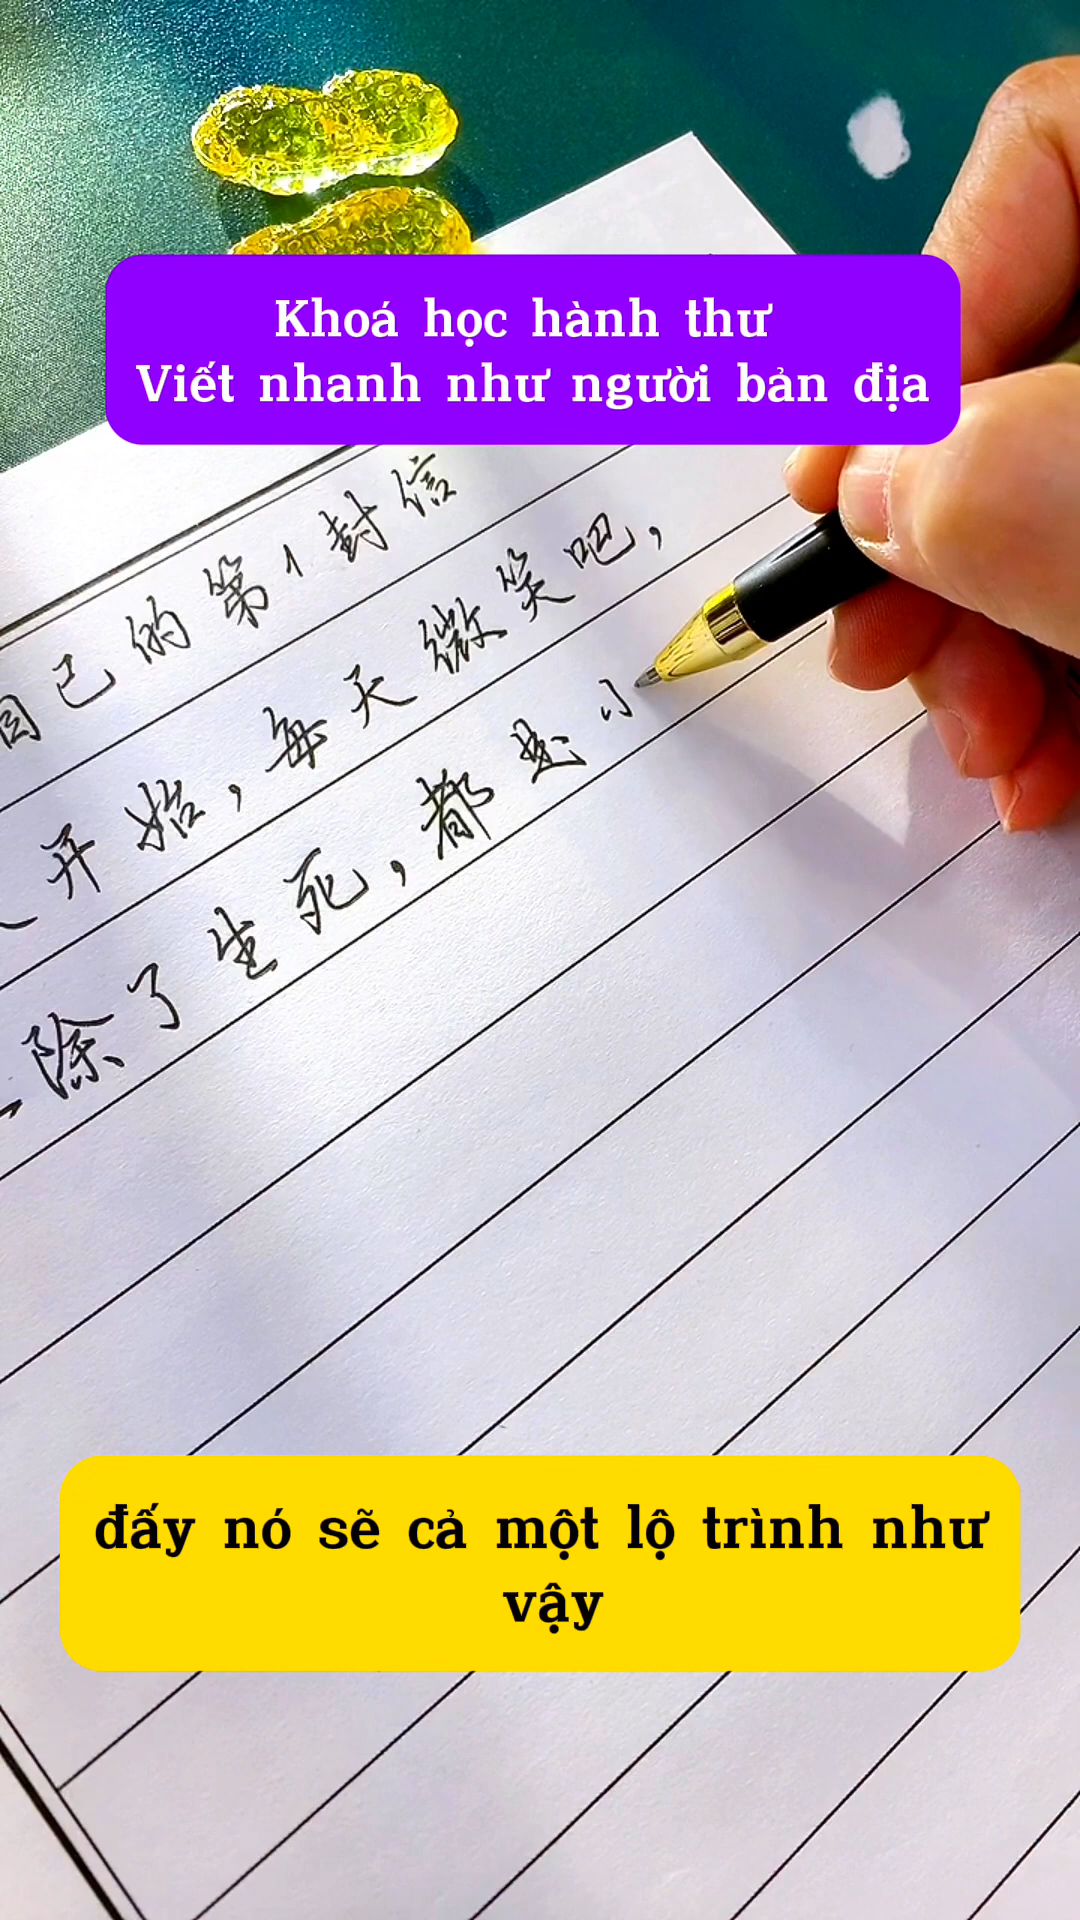 Khoá học hành thư
Viết nhanh như người bản địa
自己的第1封信
开始，每天微笑吧，
除了生死，都是小
đấy nó sẽ cả một lộ trình như
vậy